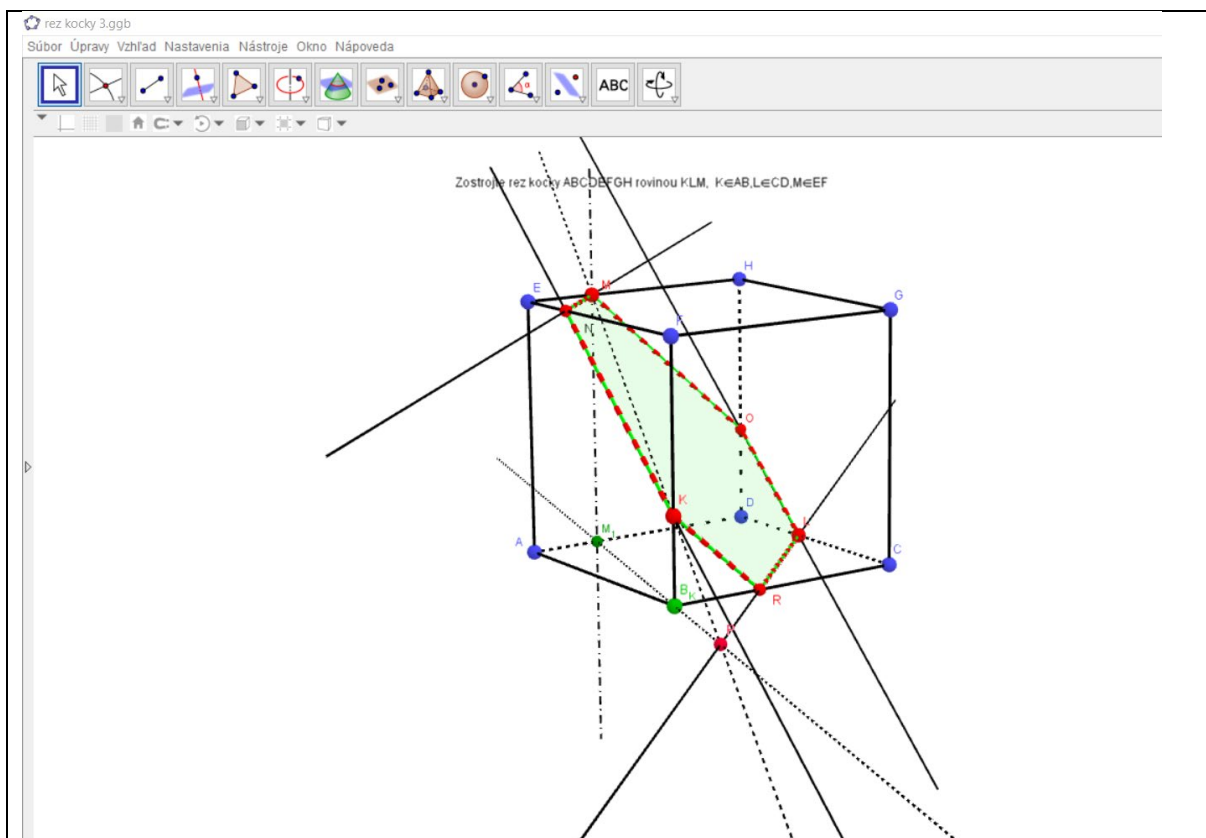 rez kocky 3.ggb
Súbor Úpravy Vzhľad Nastavenia Nástroje Okno Nápoveda
ABC
Zostrojte rez kocky ABCDEFGH rovinou KLM, K∈AB,L∈CD,M∈EF
H
E
M
G
F
N
O
K
D
L
M1
A
C
B K
R